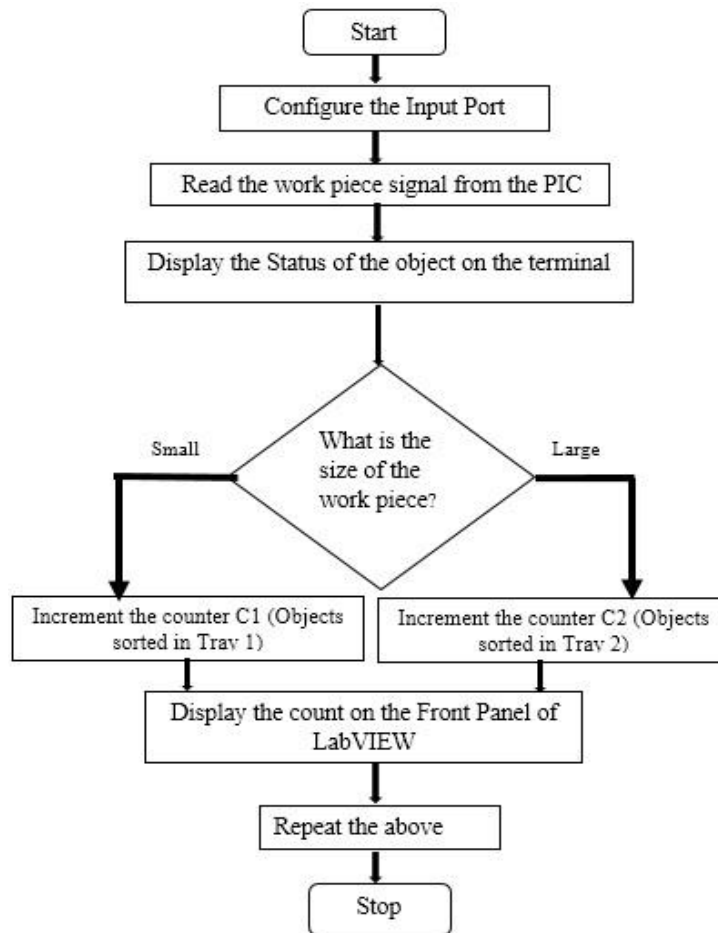 Start
Configure the Input Port
Read the work piece signal from the PIC
Display the Status of the object on the terminal
What is the
size of the
work piece?
Small
Large
Increment the counter C1 (Objects
sorted in Tray 1)
Increment the counter C2 (Objects
sorted in Tray 2)
Display the count on the Front Panel of
LabVIEW
Repeat the above
Stop